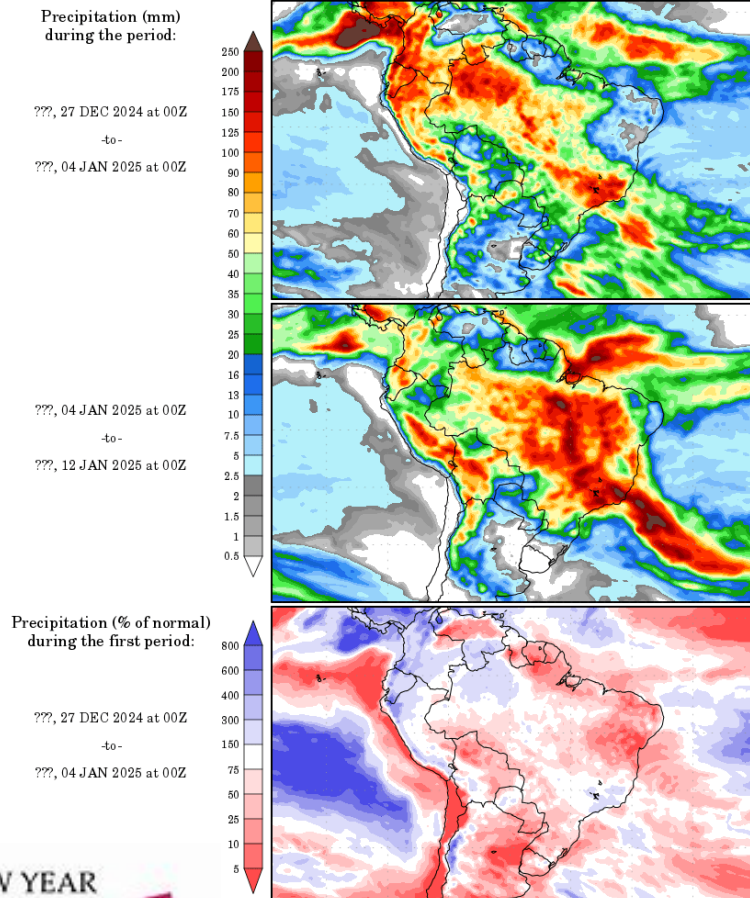 Precipitation (mm)
during the period:
???, 27 DEC 2024 at 00Z
-to-
???, 04 JAN 2025 at 00Z
250
200
175
150
125
100
90
80
70
60
50
40
35
30
25
20
16
13
10
7.5
5
2.5
2
1.5
1
0.5
???, 04 JAN 2025 at 00Z
-to-
???, 12 JAN 2025 at 00Z
Precipitation (% of normal)
during the first period:
800
600
400
300
150
75
50
25
10
5
???, 27 DEC 2024 at 00Z
-to-
???, 04 JAN 2025 at 00Z
W YEAR